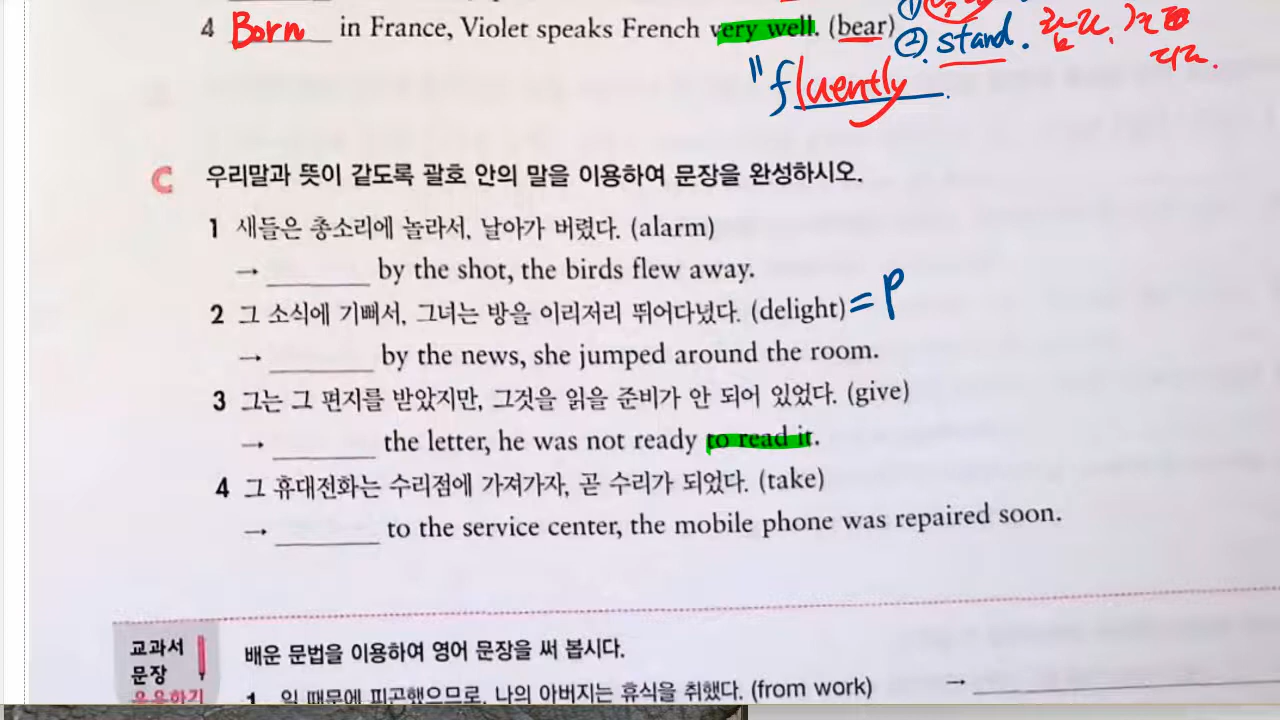 ① 
4 Born in France, Violet speaks French very well. (bear)
② stand. 참다, 견디다.
" fluently.
C 우리말과 뜻이 같도록 괄호 안의 말을 이용하여 문장을 완성하시오.
1 새들은 총소리에 놀라서, 날아가 버렸다. (alarm)
→ ________ by the shot, the birds flew away.
2 그 소식에 기뻐서, 그녀는 방을 이리저리 뛰어다녔다. (delight) = P
→ ________ by the news, she jumped around the room.
3 그는 그 편지를 받았지만, 그것을 읽을 준비가 안 되어 있었다. (give)
→ ________ the letter, he was not ready to read it.
4 그 휴대전화는 수리점에 가져가자, 곧 수리가 되었다. (take)
→ ________ to the service center, the mobile phone was repaired soon.
교과서
문장
응용하기
배운 문법을 이용하여 영어 문장을 써 봅시다.
1 일 때문에 피곤했으므로, 나의 아버지는 휴식을 취했다. (from work) → ________